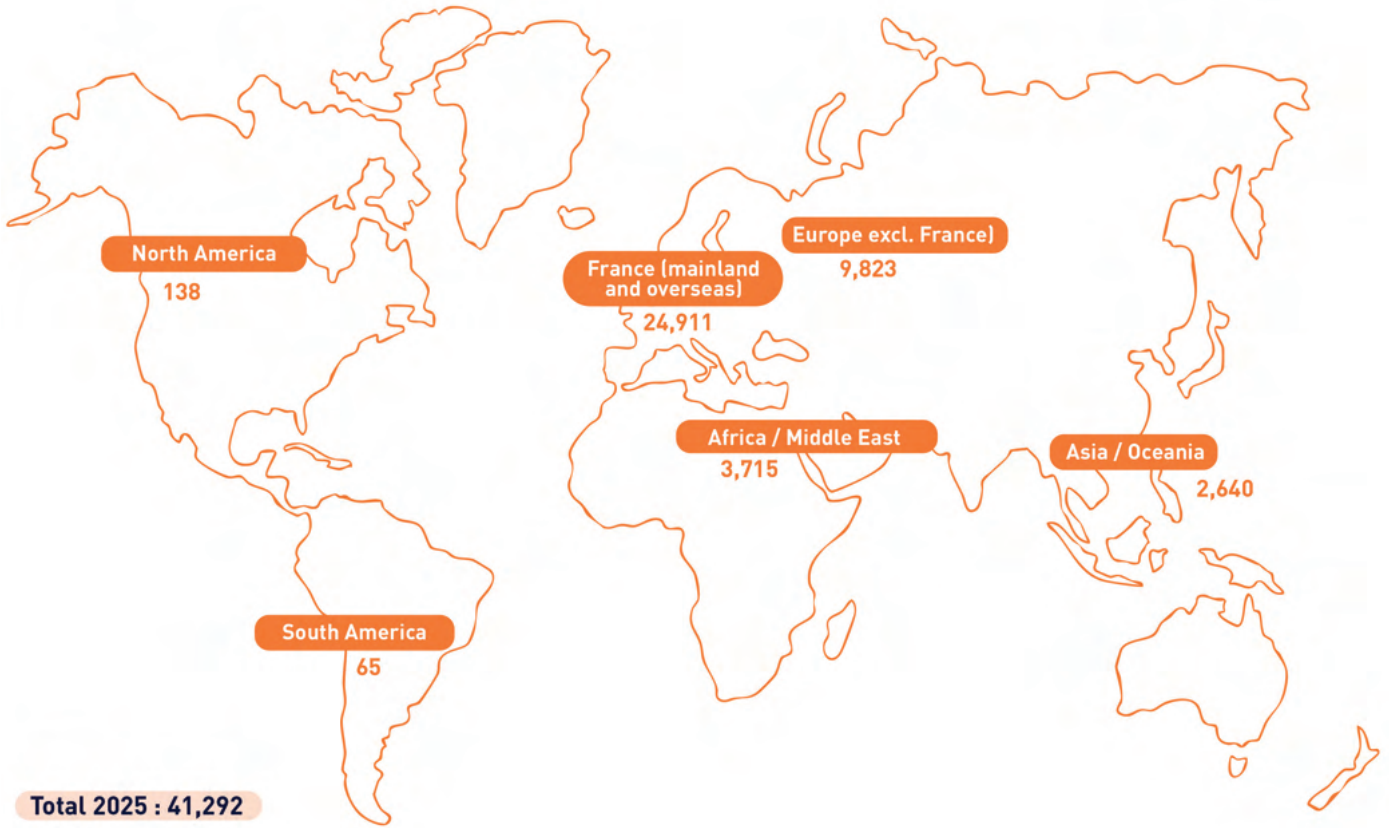 North America
138
Europe excl. France)
9,823
France (mainland
and overseas)
24,911
Africa / Middle East
3,715
Asia / Oceania
2,640
South America
65
Total 2025 : 41,292